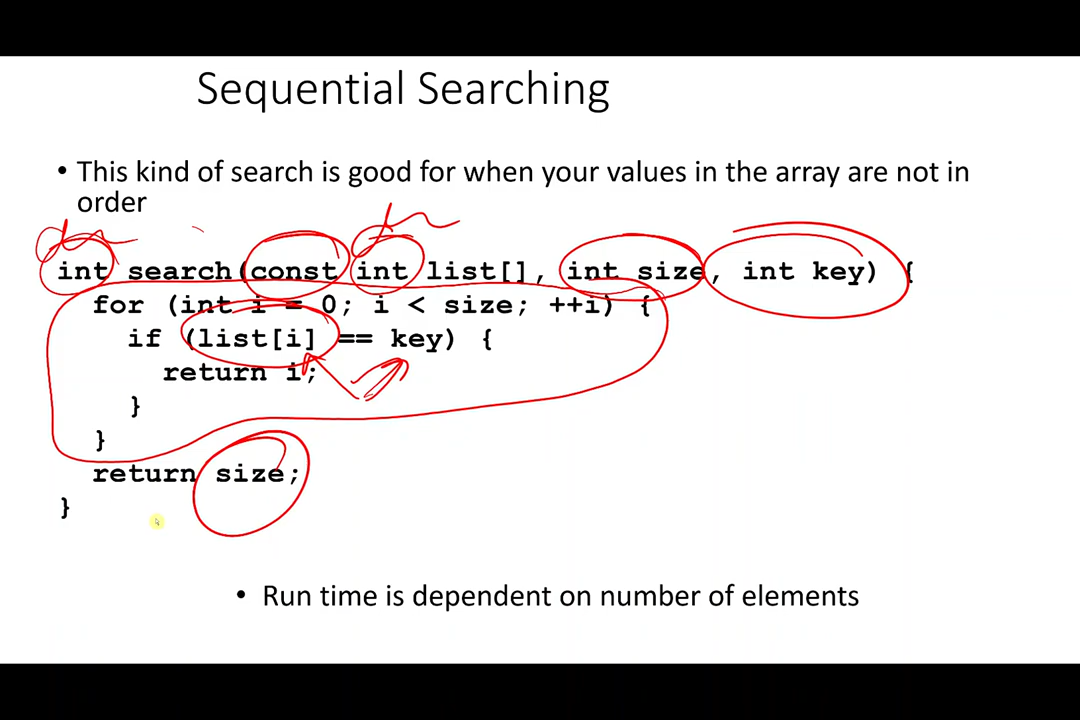 Sequential Searching
• This kind of search is good for when your values in the array are not in
order
int search(const int list[], int size, int key) {
for (int i = 0; i < size; ++i) {
if (list[i] == key) {
return i;
}
}
return size;
}
• Run time is dependent on number of elements